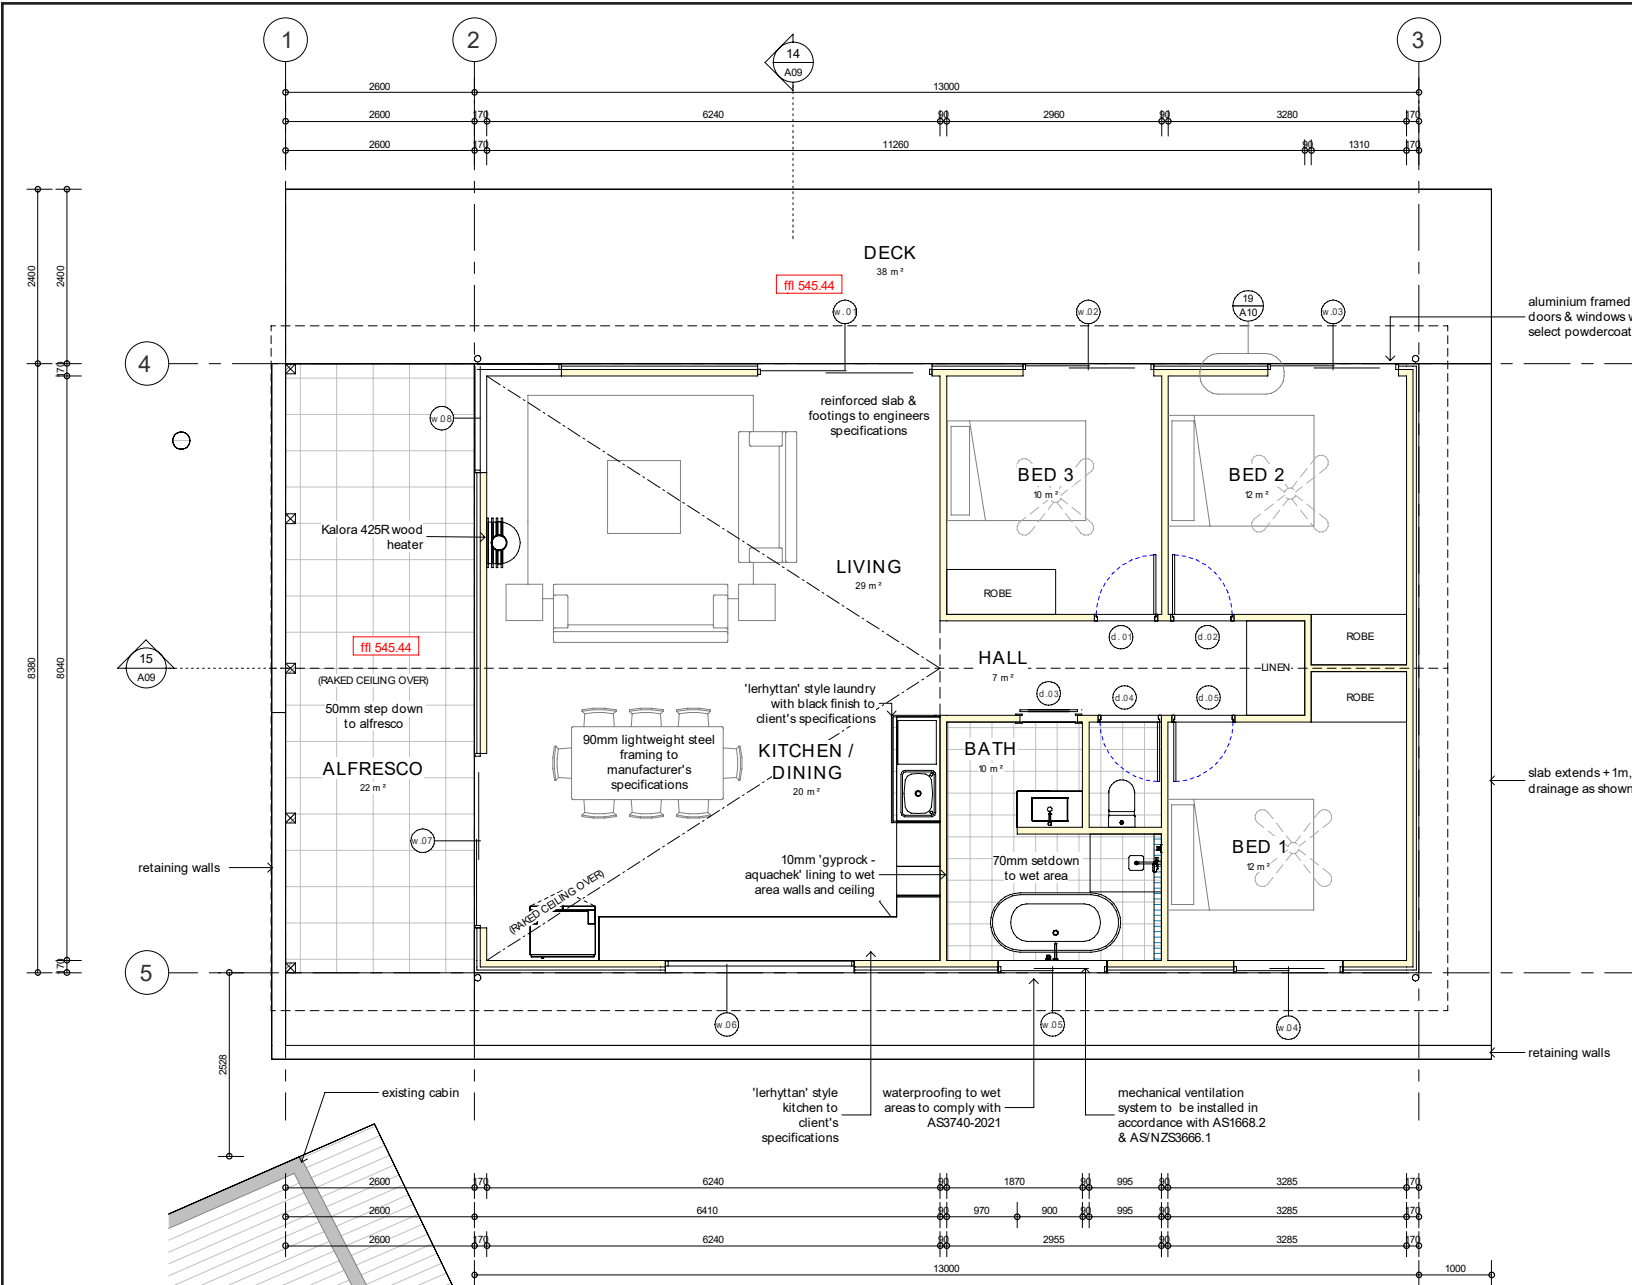 1
2
3
14
A09
2600
13000
2600
170
6240
90
2960
90
3280
170
2600
170
11260
90
1310
170
2400
2400
DECK
38 m²
ffl 545.44
w.01
w.02
19
A10
w.03
aluminium framed
doors & windows w
select powdercoat
4
170
w.08
reinforced slab &
footings to engineers
specifications
BED 3
10 m²
BED 2
12 m²
Kalora 425R wood
heater
LIVING
29 m²
ROBE
8380
8040
ffl 545.44
15
A09
(RAKED CEILING OVER)
50mm step down
to alfresco
ALFRESCO
22 m²
d.01
d.02
ROBE
HALL
7 m²
LINEN
'lerhyttan' style laundry
with black finish to
client's specifications
d.03
d.04
d.05
ROBE
90mm lightweight steel
framing to
manufacturer's
specifications
KITCHEN /
DINING
20 m²
BATH
10 m²
slab extends +1m,
drainage as shown
w.07
retaining walls
10mm 'gyprock -
aquachek' lining to wet
area walls and ceiling
70mm setdown
to wet area
BED 1
12 m²
(RAKED CEILING OVER)
5
170
w.06
w.05
w.04
retaining walls
2528
existing cabin
'lerhyttan' style
kitchen to
client's
specifications
waterproofing to wet
areas to comply with
AS3740-2021
mechanical ventilation
system to be installed in
accordance with AS1668.2
& AS/NZS3666.1
2600
170
6240
90
1870
90
995
90
3285
170
2600
6410
90
970
900
90
995
90
3285
170
2600
170
6240
90
2955
90
3285
170
13000
1000